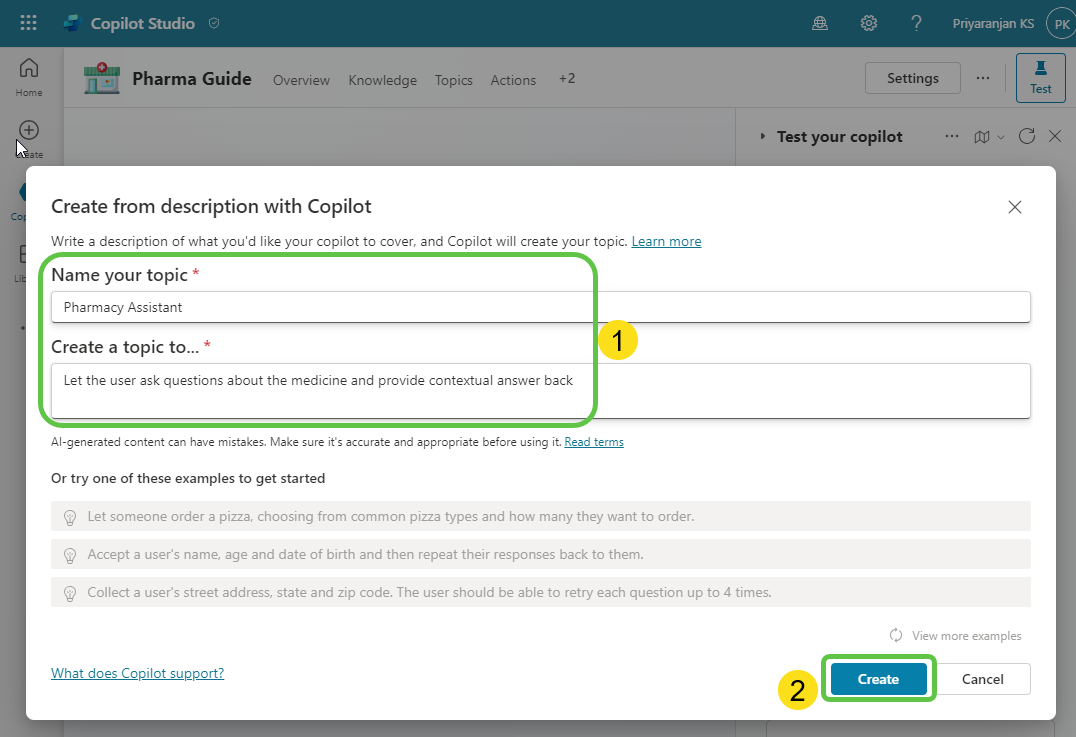 Copilot Studio
Priyaranjan KS
PK
Home
Pharma Guide
Overview
Knowledge
Topics
Actions
+2
Settings
Test
Test your copilot
Create from description with Copilot
Write a description of what you'd like your copilot to cover, and Copilot will create your topic. Learn more
Name your topic *
Pharmacy Assistant
1
Create a topic to... *
Let the user ask questions about the medicine and provide contextual answer back
AI-generated content can have mistakes. Make sure it's accurate and appropriate before using it. Read terms
Or try one of these examples to get started
Let someone order a pizza, choosing from common pizza types and how many they want to order.
Accept a user's name, age and date of birth and then repeat their responses back to them.
Collect a user's street address, state and zip code. The user should be able to retry each question up to 4 times.
View more examples
What does Copilot support?
2
Create
Cancel